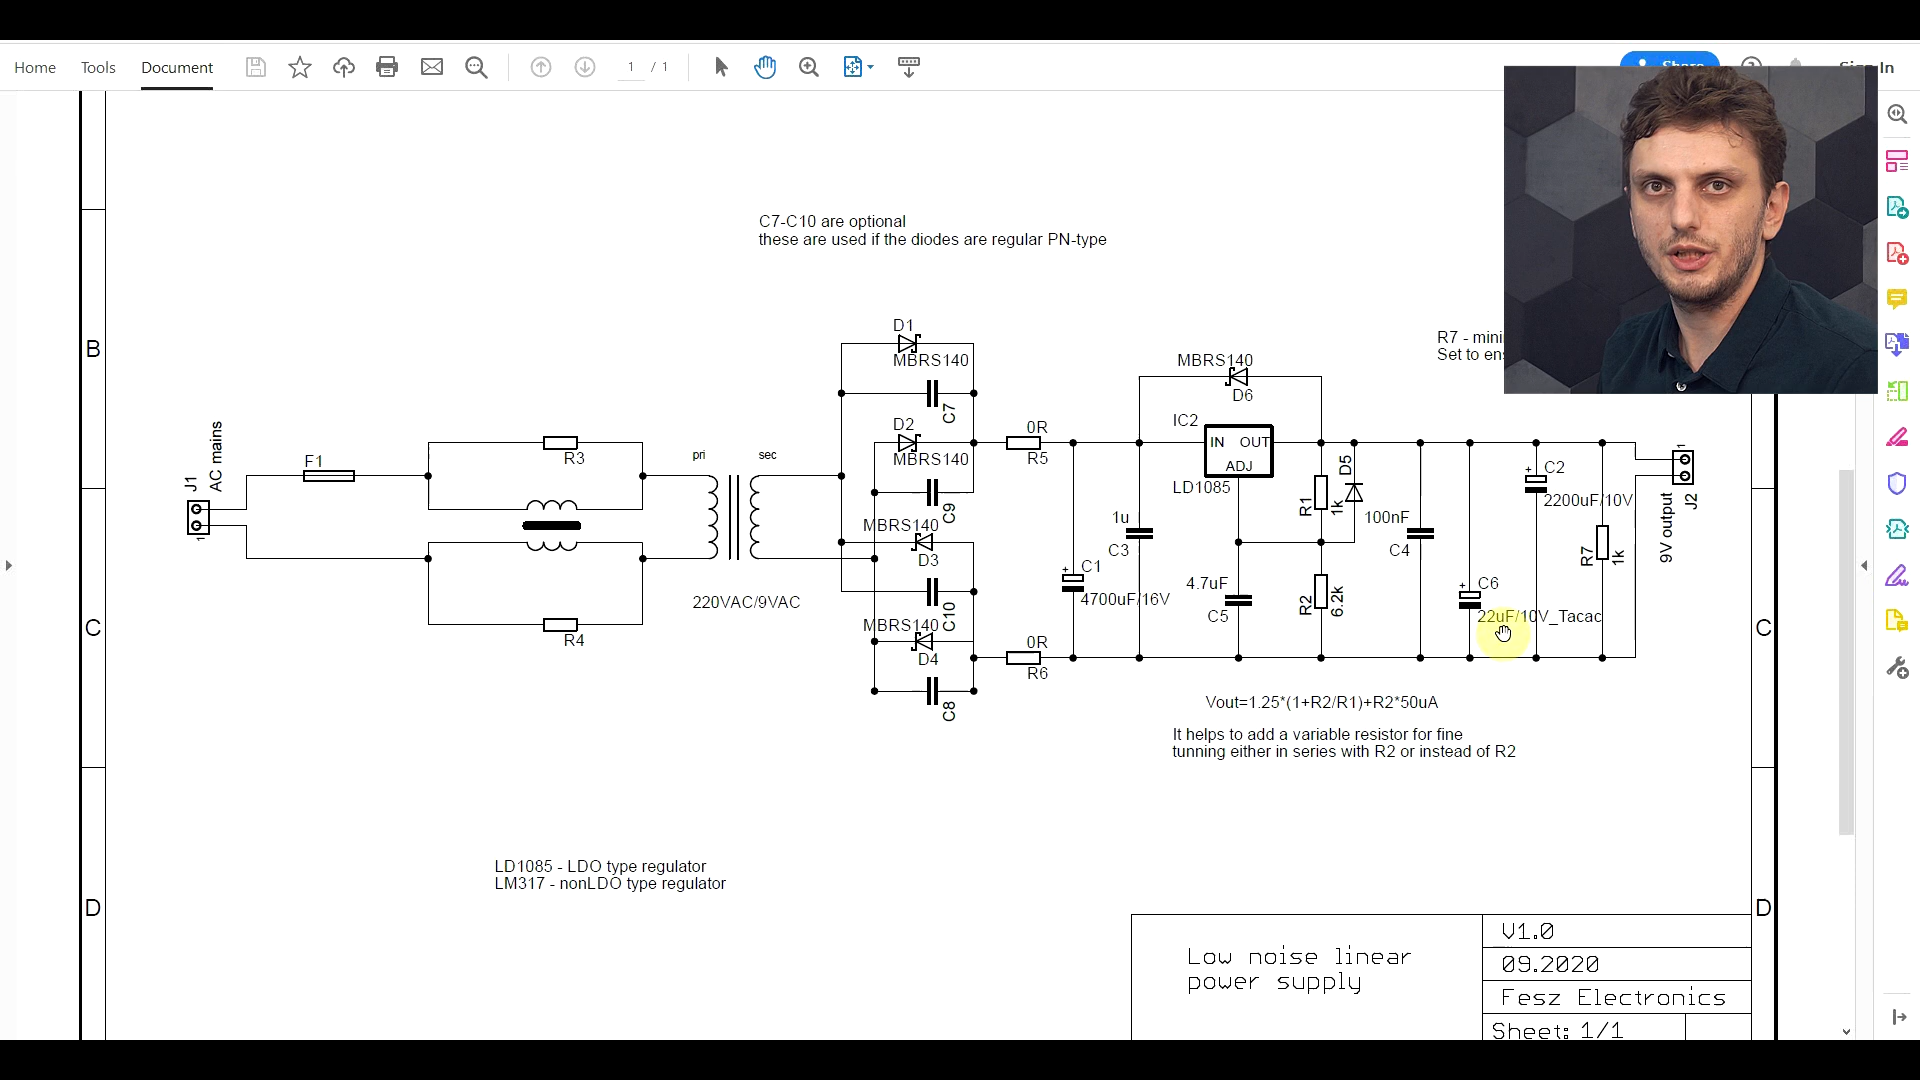 Home
Tools
Document
1 / 1
Share
Sign In
C7-C10 are optional
these are used if the diodes are regular PN-type
R7 - mini
Set to en
B
B
C
C
D
D
J1
AC mains
1
F1
R3
R4
pri
sec
220VAC/9VAC
D1
MBRS140
C7
D2
MBRS140
C9
MBRS140
D3
C10
MBRS140
D4
C8
0R
R5
0R
R6
C1
4700uF/16V
1u
C3
MBRS140
D6
IC2
IN OUT
ADJ
LD1085
4.7uF
C5
R1
1k
D5
R2
6.2k
100nF
C4
C6
22uF/10V_Tacac
C2
2200uF/10V
R7
1k
9V output
J2
1
Vout=1.25*(1+R2/R1)+R2*50uA
It helps to add a variable resistor for fine
tunning either in series with R2 or instead of R2
LD1085 - LDO type regulator
LM317 - nonLDO type regulator
Low noise linear
power supply
V1.0
09.2020
Fesz Electronics
Sheet: 1/1